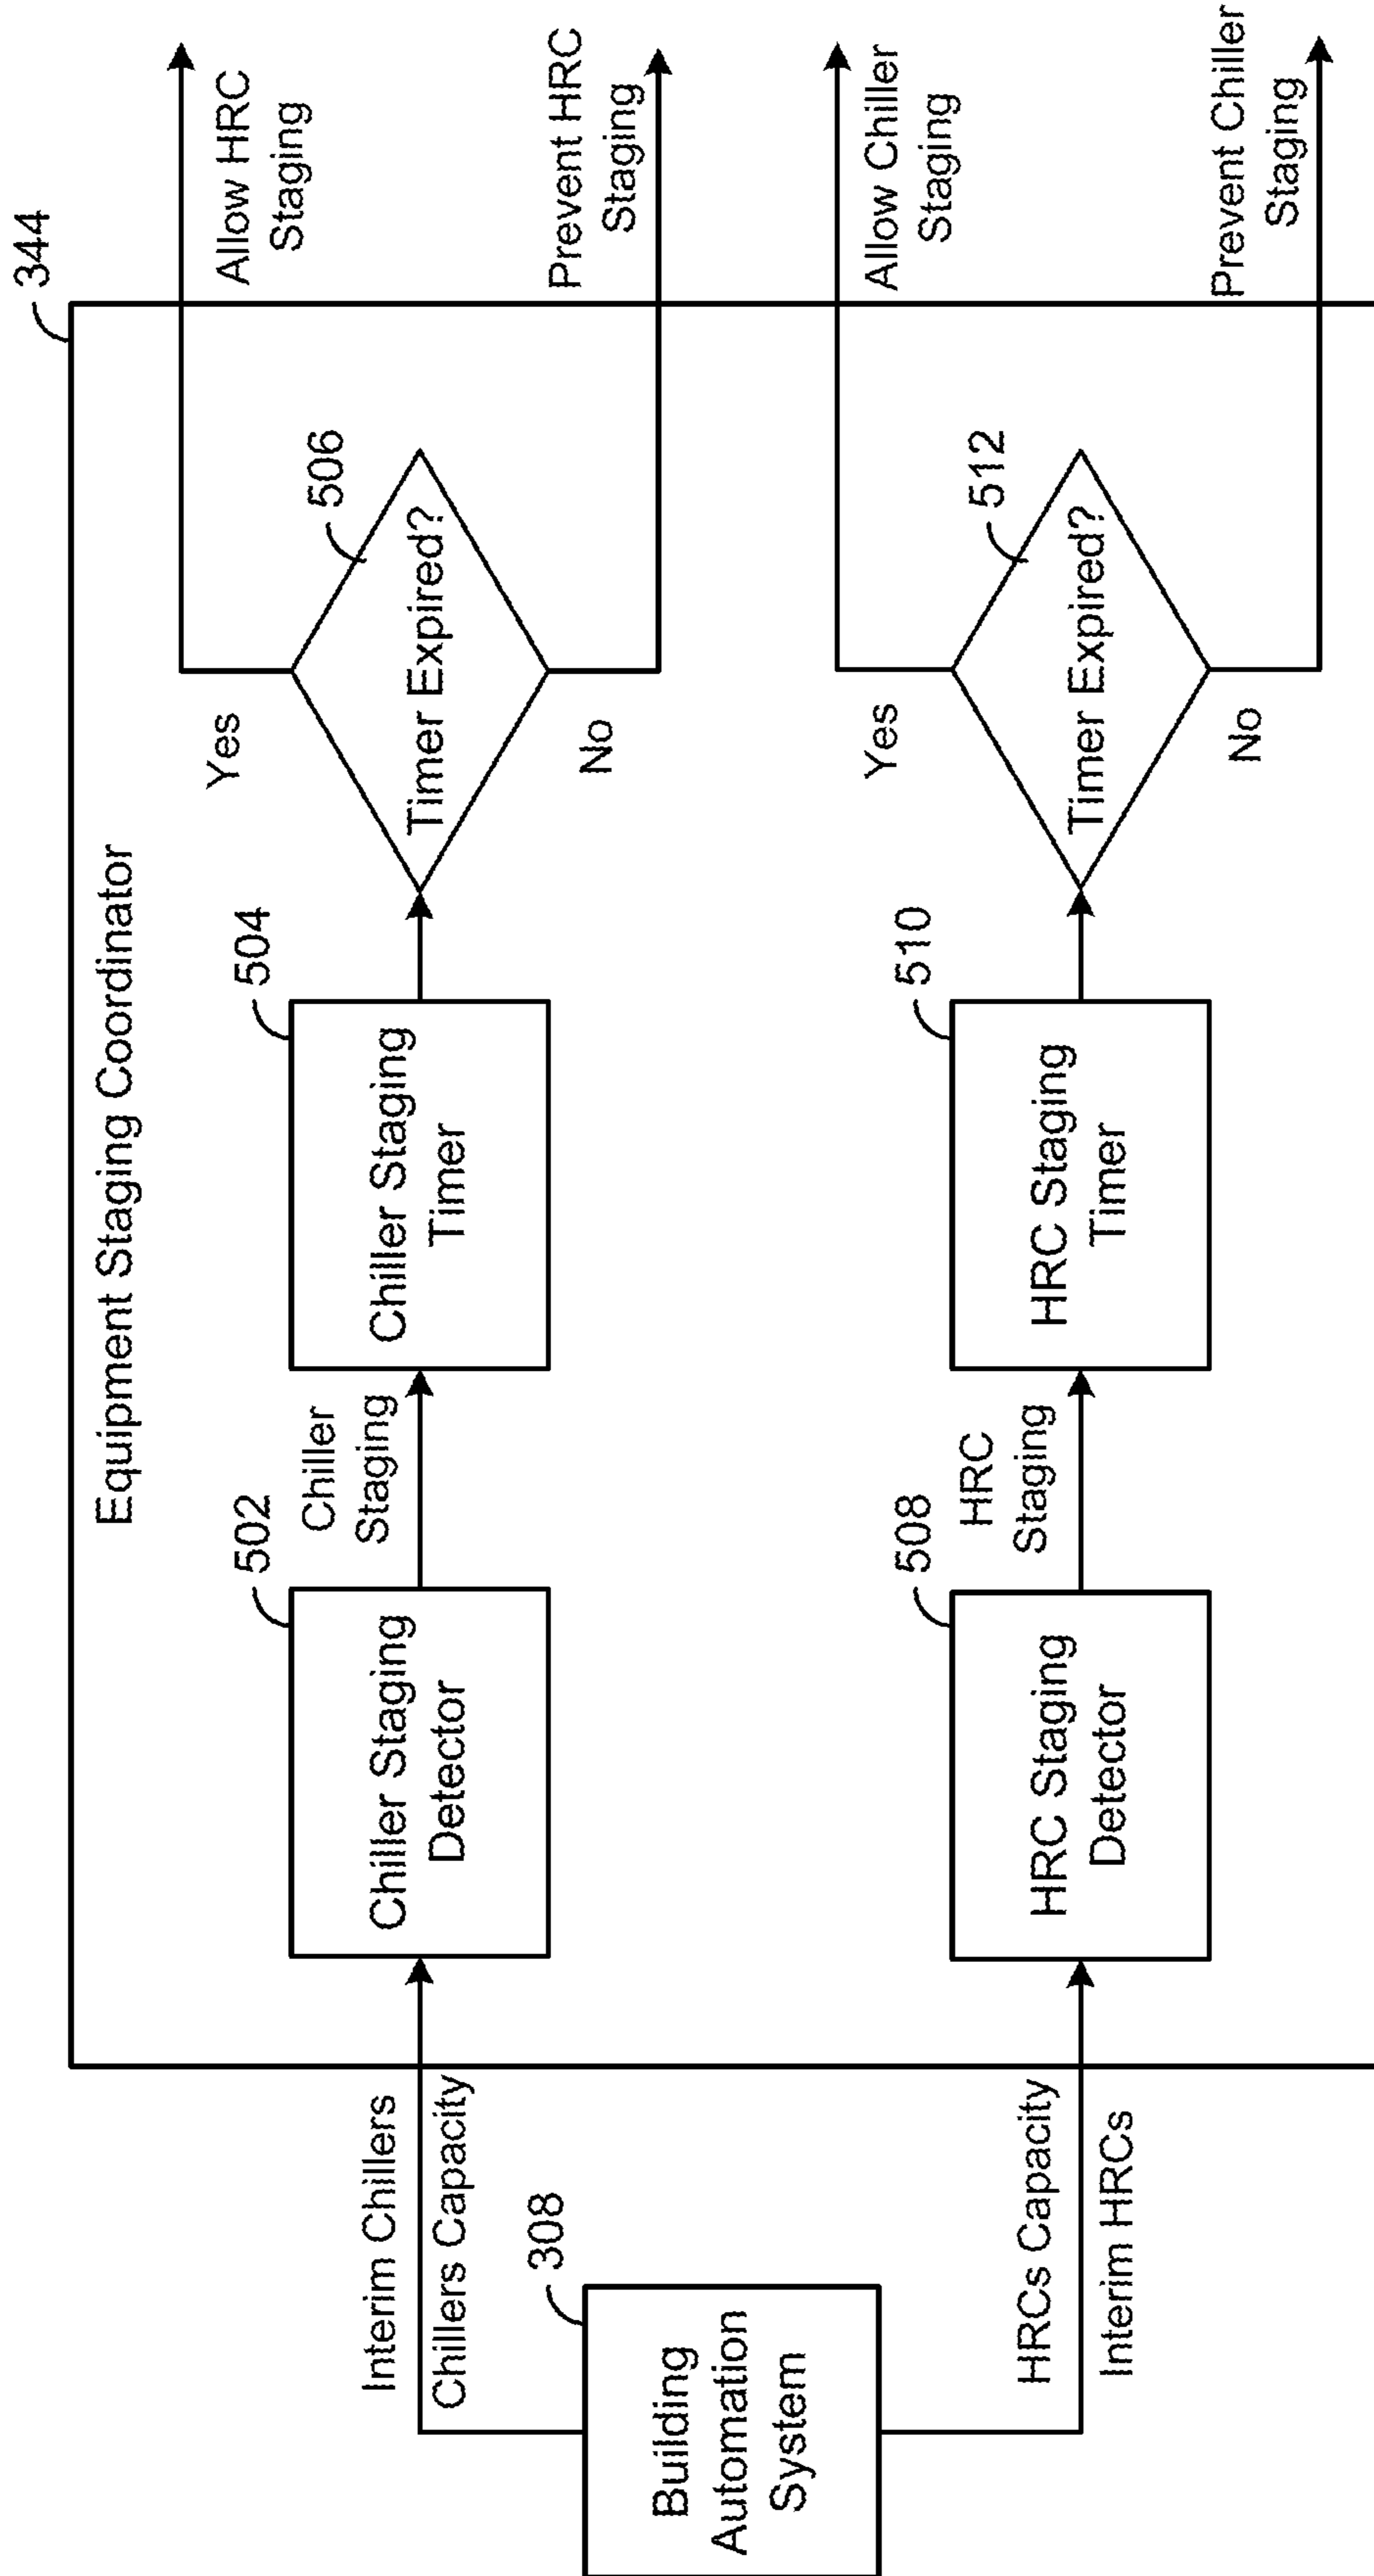 344
Equipment Staging Coordinator
Building
Automation
System
308
Interim Chillers
Chillers Capacity
502
Chiller Staging
Detector
Chiller
Staging
504
Chiller Staging
Timer
506
Timer Expired?
Yes
No
Allow HRC
Staging
Prevent HRC
Staging
HRCs Capacity
Interim HRCs
508
HRC Staging
Detector
HRC
Staging
510
HRC Staging
Timer
512
Timer Expired?
Yes
No
Allow Chiller
Staging
Prevent Chiller
Staging